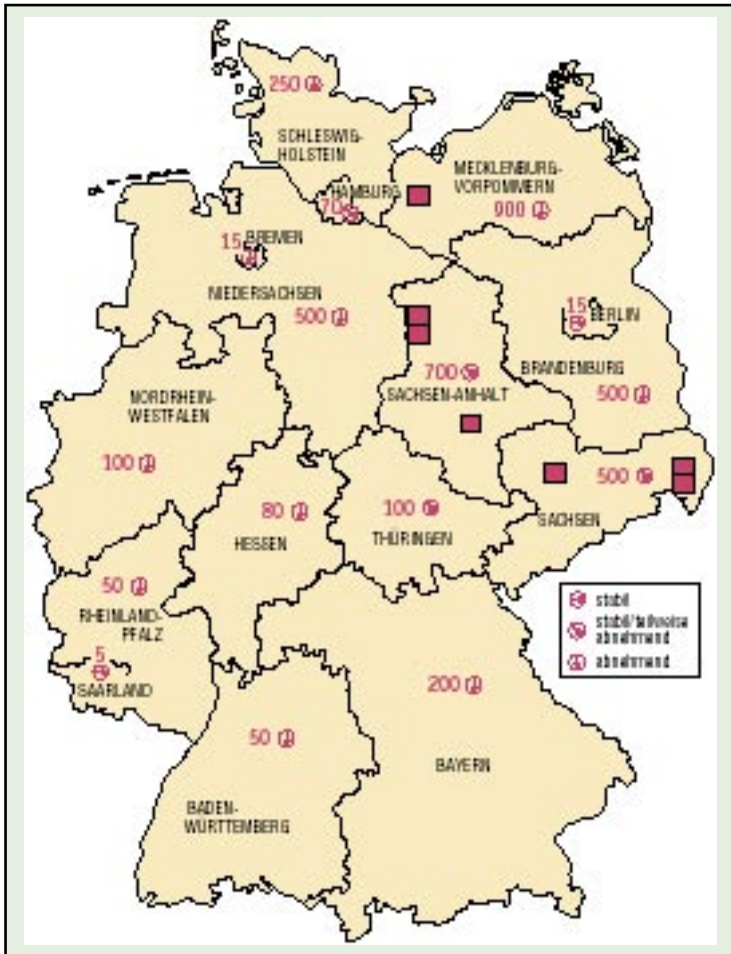 250
SCHLESWIG-
HOLSTEIN
HAMBURG
70
MECKLENBURG-
VORPOMMERN
900
15
BREMEN
NIEDERSACHSEN
500
15
BERLIN
BRANDENBURG
500
700
SACHSEN-ANHALT
NORDRHEIN-
WESTFALEN
100
80
HESSEN
100
THÜRINGEN
500
SACHSEN
50
RHEINLAND-
PFALZ
5
SAARLAND
stabil
stabil/teilweise
abnehmend
abnehmend
200
BAYERN
50
BADEN-
WÜRTTEMBERG